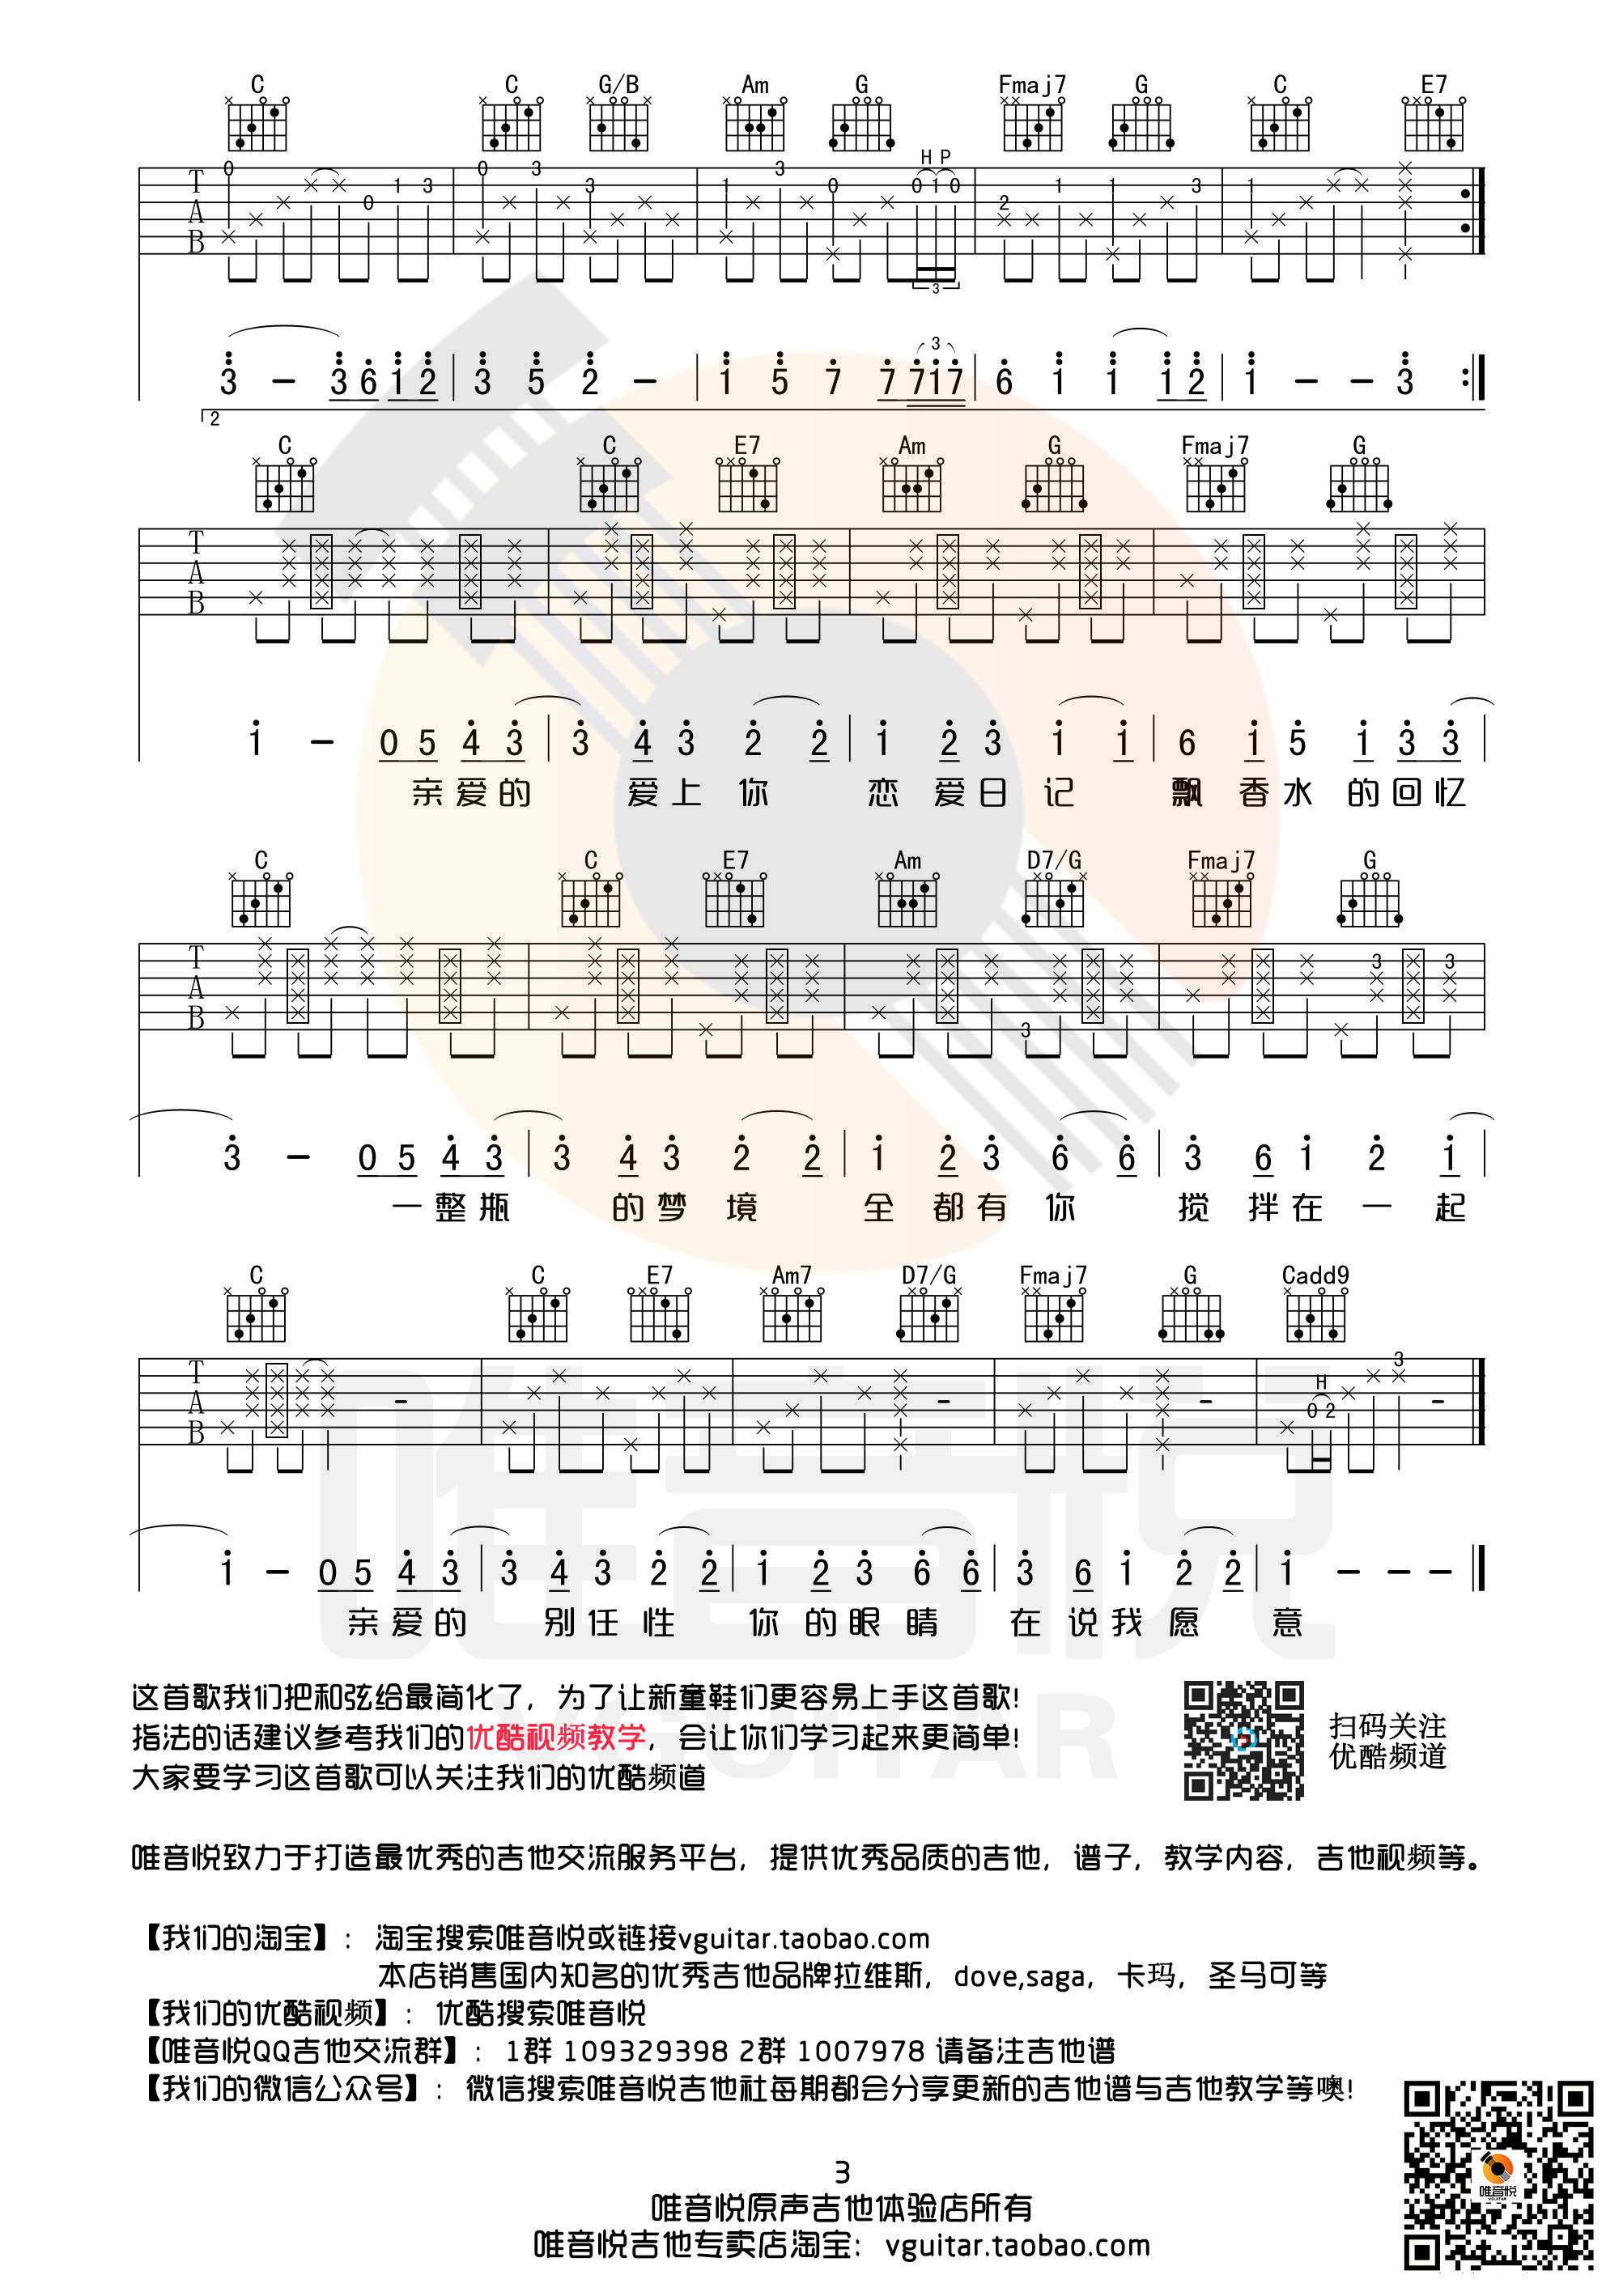 C C G/B Am G Fmaj7 G C E7
H P
T 0 0 3 3 1 3 0 0 1 0 1 1 3 1
A 0 1 3 2
B
3
3 - 3 6 1 2 | 3 5 2 - | 1 5 7 7 7 1 7 | 6 1 1 1 2 | 1 - - 3 :
3
2
C C E7 Am G Fmaj7 G
T
A
B
1 - 0 5 4 3 | 3 4 3 2 2 | 1 2 3 1 1 | 6 1 5 1 3 3 |
亲爱的 爱上你 恋爱日记 飘香水的回忆
C C E7 Am D7/G Fmaj7 G
T 3 3
A
B 3
3 - 0 5 4 3 | 3 4 3 2 2 | 1 2 3 6 6 | 3 6 1 2 1 |
一整瓶 的梦境 全都有你 搅拌在一起
C C E7 Am7 D7/G Fmaj7 G Cadd9
T 3
A H
B 0 2
1 - 0 5 4 3 | 3 4 3 2 2 | 1 2 3 6 6 | 3 6 1 2 2 | 1 - - -
亲爱的 别任性 你的眼睛 在说我愿意
唯音悦
VGUITAR
这首歌我们把和弦给最简化了，为了让新童鞋们更容易上手这首歌!
指法的话建议参考我们的优酷视频教学，会让你们学习起来更简单!
大家要学习这首歌可以关注我们的优酷频道
扫码关注
优酷频道
唯音悦致力于打造最优秀的吉他交流服务平台，提供优秀品质的吉他，谱子，教学内容，吉他视频等。
【我们的淘宝】：淘宝搜索唯音悦或链接vguitar.taobao.com
本店销售国内知名的优秀吉他品牌拉维斯，dove,saga，卡玛，圣马可等
【我们的优酷视频】：优酷搜索唯音悦
【唯音悦QQ吉他交流群】：1群 109329398 2群 1007978 请备注吉他谱
【我们的微信公众号】：微信搜索唯音悦吉他社每期都会分享更新的吉他谱与吉他教学等噢!
唯音悦
VGUITAR
3
唯音悦原声吉他体验店所有
唯音悦吉他专卖店淘宝：vguitar.taobao.com